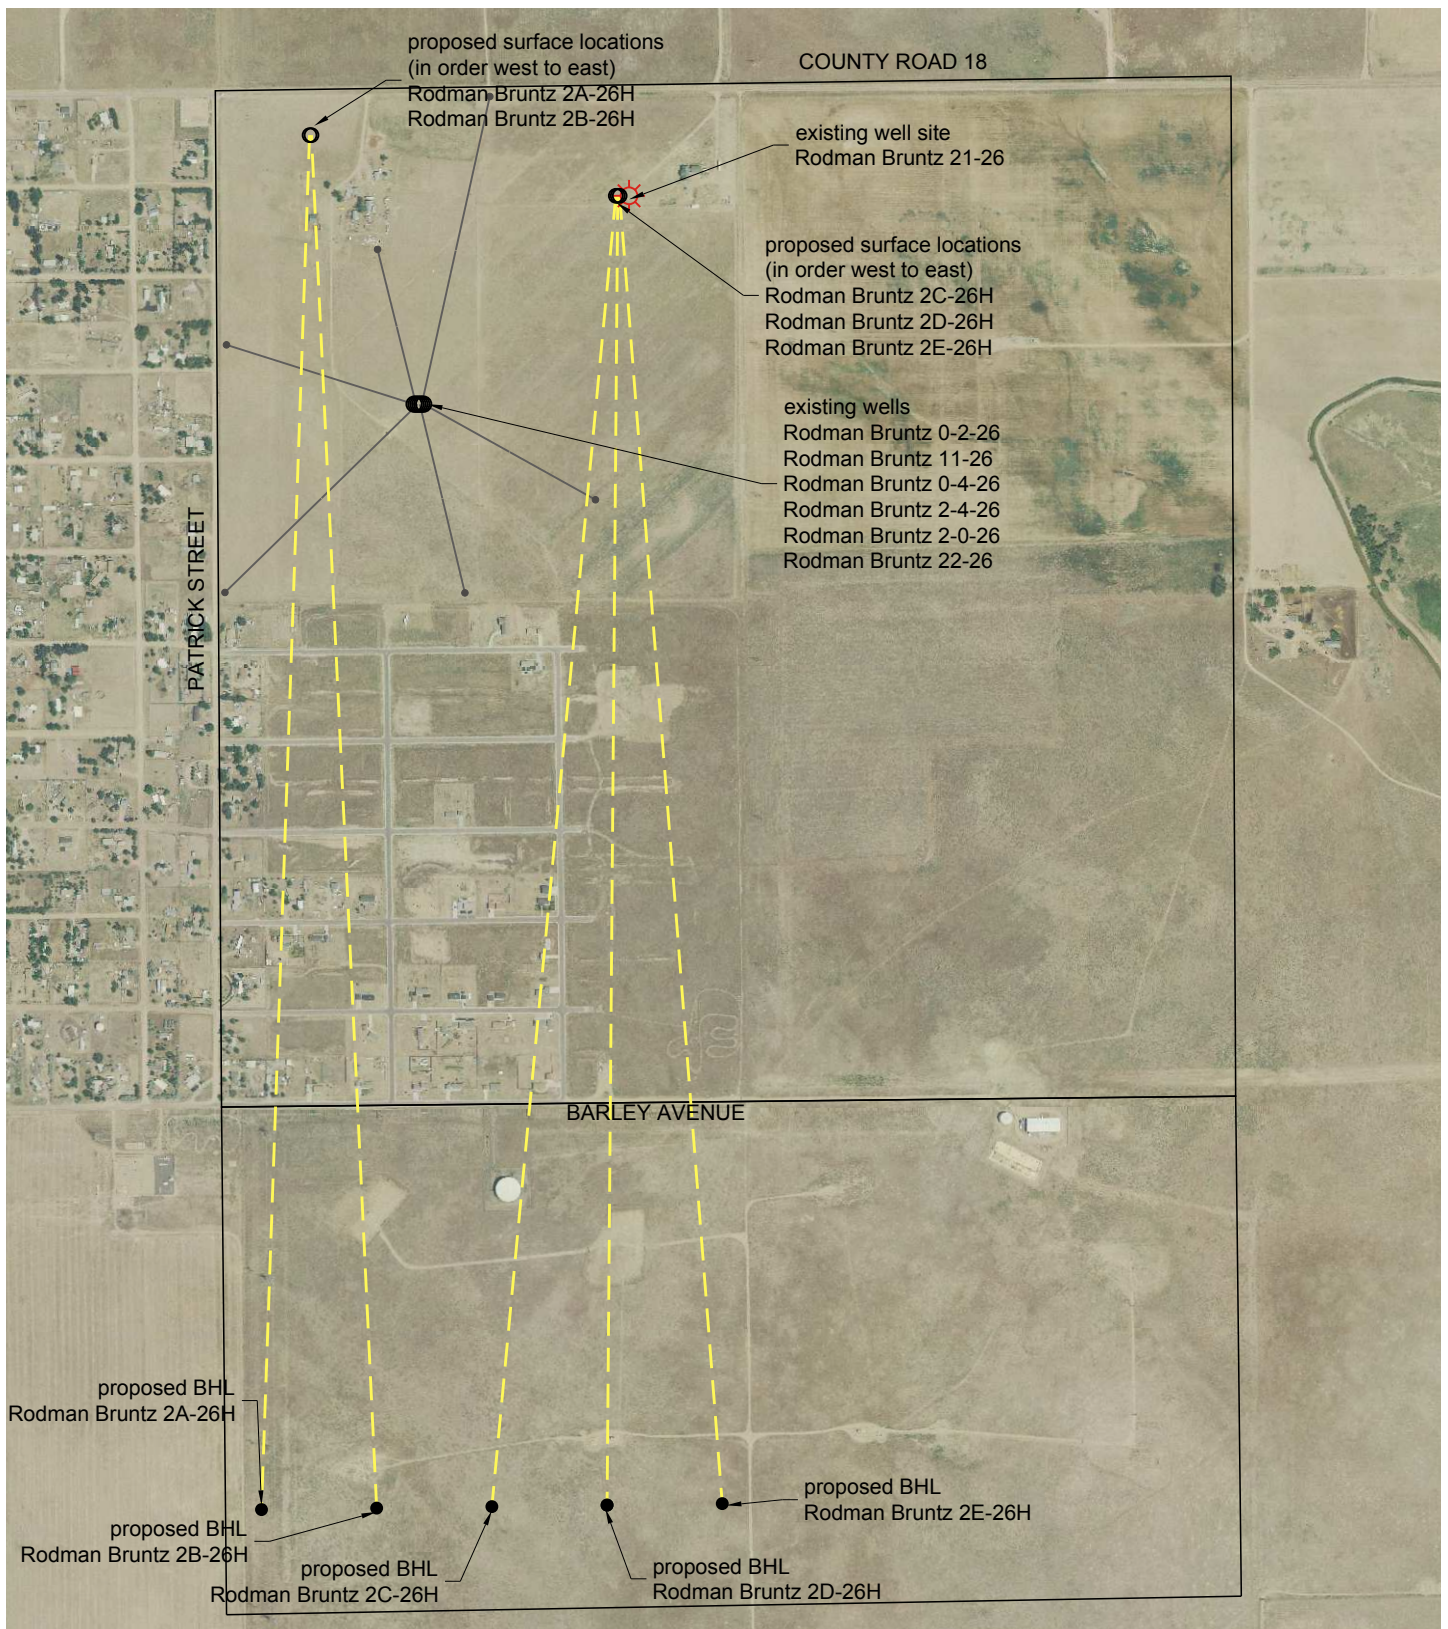 proposed surface locations
(in order west to east)
Rodman Bruntz 2A-26H
Rodman Bruntz 2B-26H
COUNTY ROAD 18
existing well site
Rodman Bruntz 21-26
proposed surface locations
(in order west to east)
Rodman Bruntz 2C-26H
Rodman Bruntz 2D-26H
Rodman Bruntz 2E-26H
existing wells
Rodman Bruntz 0-2-26
Rodman Bruntz 11-26
Rodman Bruntz 0-4-26
Rodman Bruntz 2-4-26
Rodman Bruntz 2-0-26
Rodman Bruntz 22-26
PATRICK STREET
BARLEY AVENUE
proposed BHL
Rodman Bruntz 2A-26H
proposed BHL
Rodman Bruntz 2B-26H
proposed BHL
Rodman Bruntz 2C-26H
proposed BHL
Rodman Bruntz 2D-26H
proposed BHL
Rodman Bruntz 2E-26H